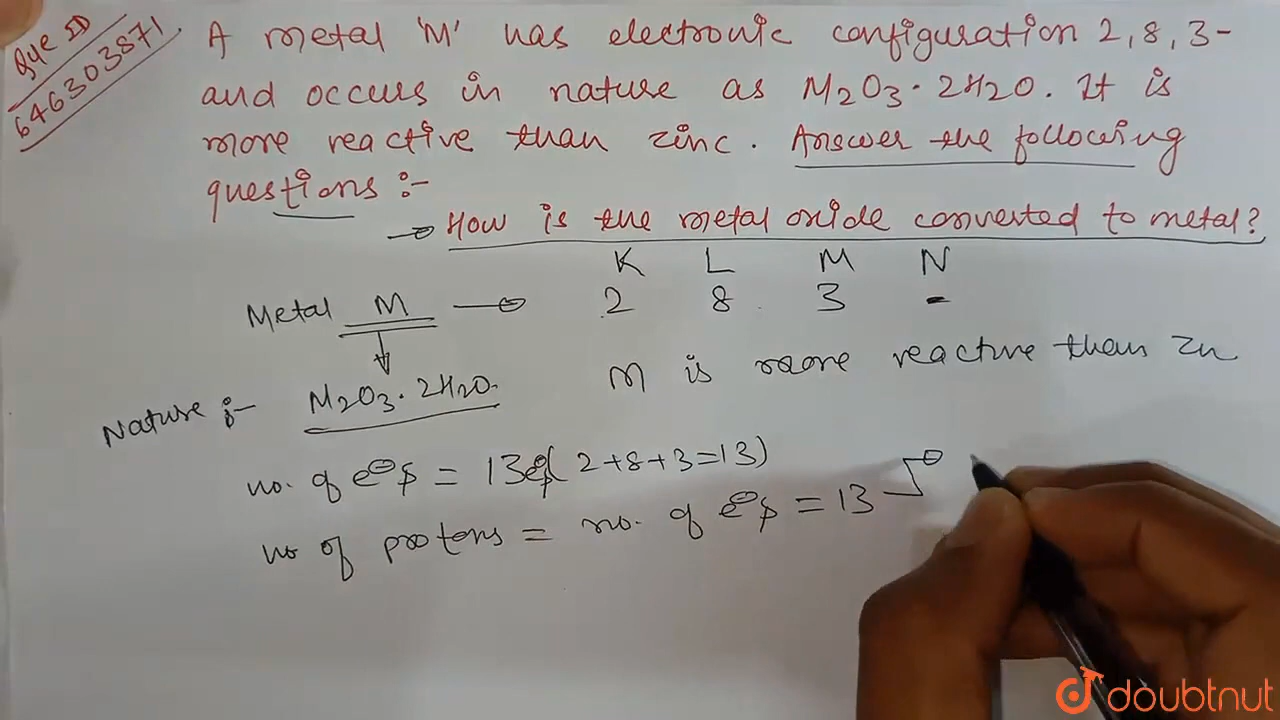 Que ID
646303871
A metal 'M' has electronic configuration 2, 8, 3 -
and occurs in nature as M2O3 · 2H2O. It is
more reactive than zinc. Answer the following
questions :-
→ How is the metal oxide converted to metal?
K L M N
Metal M → 2 8 3 -
M is more reactive than Zn
Nature :- M2O3 · 2H2O.
no. of e⊖s = 13e⊖s (2+8+3=13)
no of protons = no. of e⊖s = 13 →
doubtnut